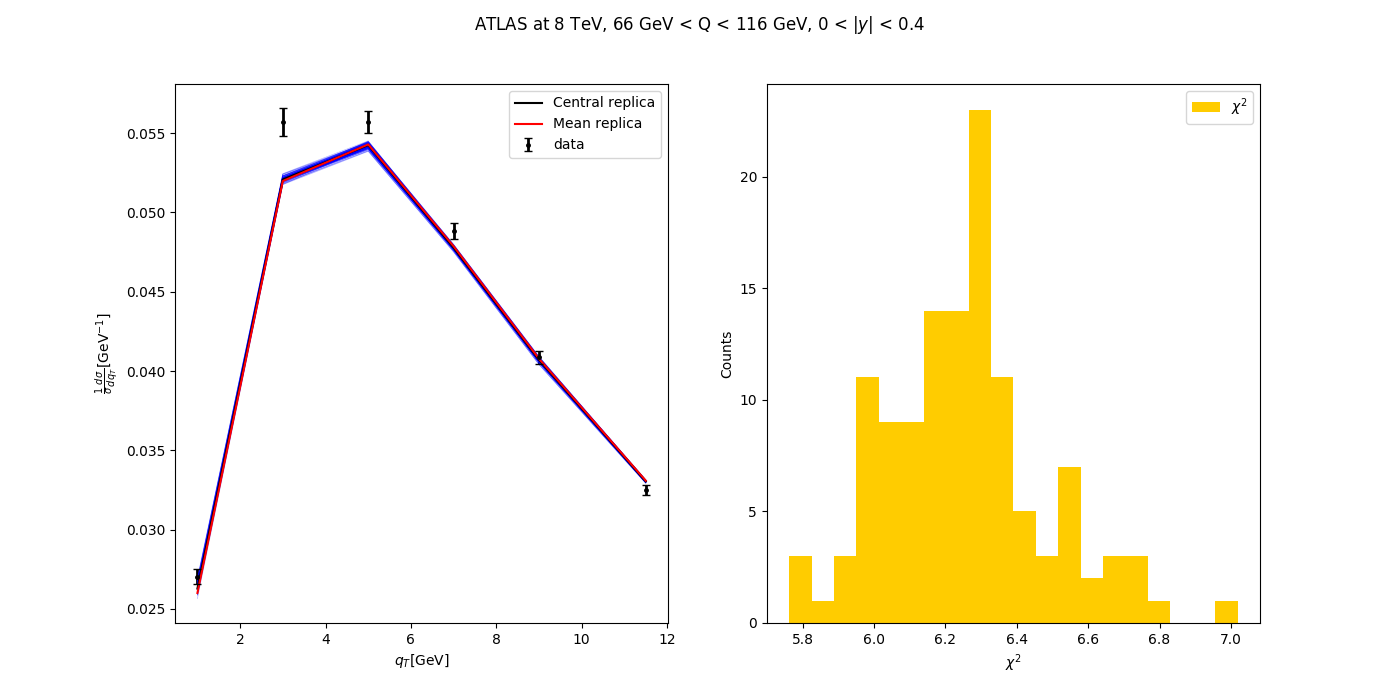 ATLAS at 8 TeV, 66 GeV < Q < 116 GeV, 0 < |y| < 0.4
Central replica
Mean replica
data
0.055
0.050
0.045
0.040
0.035
0.030
0.025
1/σ dσ/dq_T [GeV⁻¹]
2 4 6 8 10 12
q_T[GeV]
χ²
20
15
10
5
0
Counts
5.8 6.0 6.2 6.4 6.6 6.8 7.0
χ²